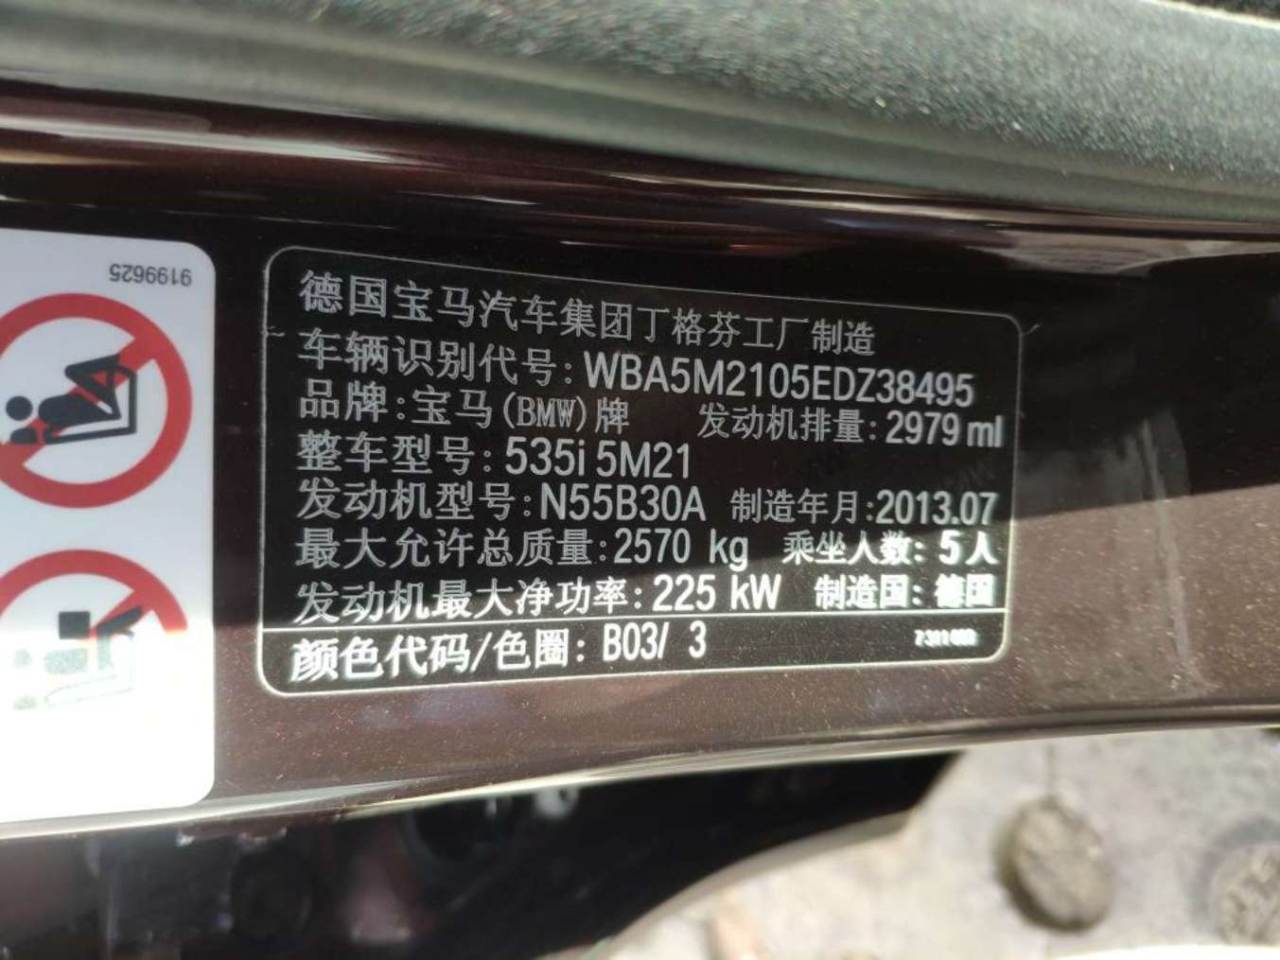 9199625
德国宝马汽车集团丁格芬工厂制造
车辆识别代号: WBA5M2105EDZ38495
品牌: 宝马(BMW)牌 发动机排量: 2979 ml
整车型号: 535i 5M21
发动机型号: N55B30A 制造年月: 2013.07
最大允许总质量: 2570 kg 乘坐人数: 5人
发动机最大净功率: 225 kW 制造国: 德国
颜色代码/色圈: B03/ 3